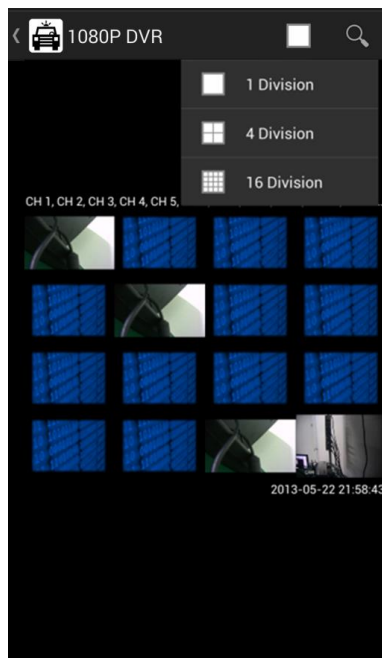 1080P DVR
1 Division
4 Division
16 Division
CH 1, CH 2, CH 3, CH 4, CH 5,
2013-05-22 21:58:43